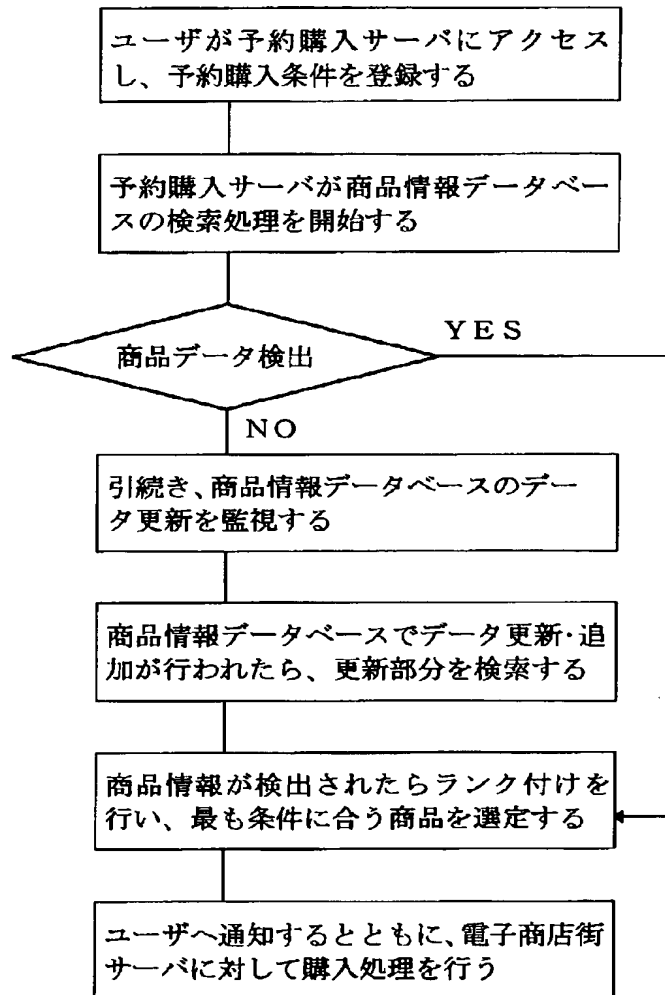 ユーザが予約購入サーバにアクセス
し、予約購入条件を登録する
予約購入サーバが商品情報データベー
スの検索処理を開始する
商品データ検出
YES
NO
引続き、商品情報データベースのデー
タ更新を監視する
商品情報データベースでデータ更新・追
加が行われたら、更新部分を検索する
商品情報が検出されたらランク付けを
行い、最も条件に合う商品を選定する
ユーザへ通知するとともに、電子商店街
サーバに対して購入処理を行う